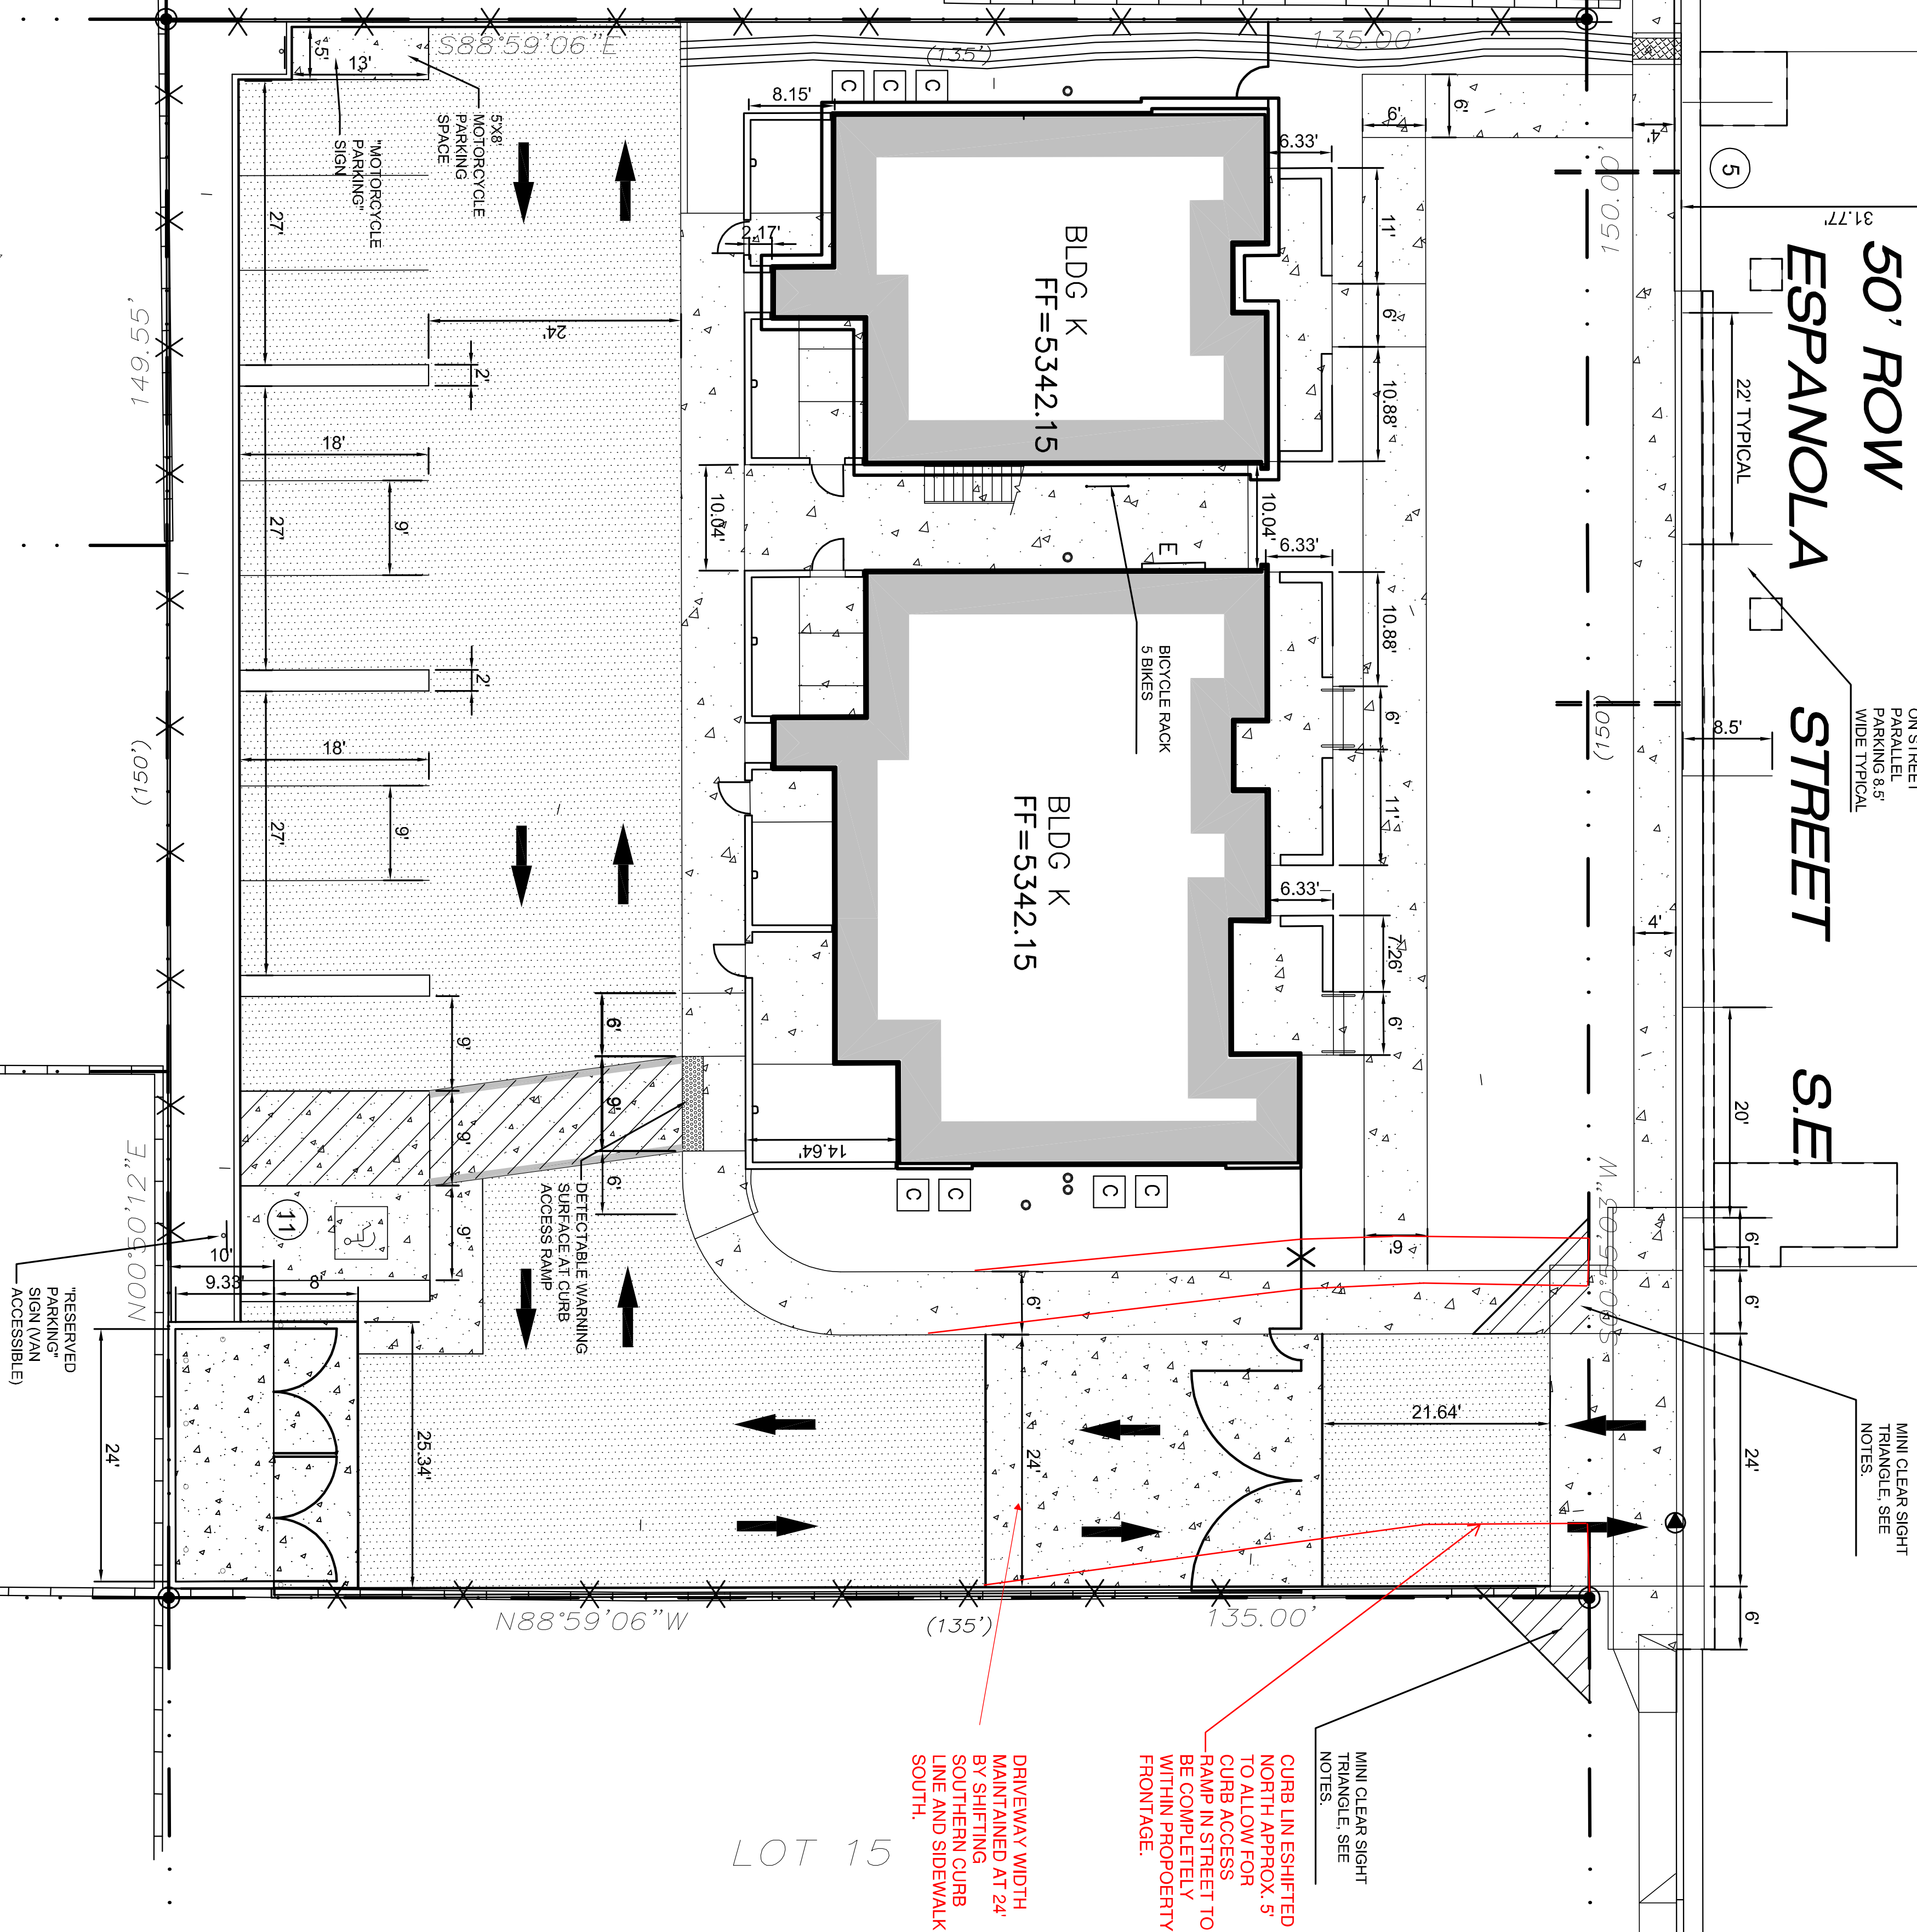 50' ROW
ESPANOLA STREET S.E.
ON STREET
PARALLEL
PARKING 8.5'
WIDE TYPICAL
22' TYPICAL
31.77'
8.5'
20'
6'
6'
24'
6'
5
4'
4'
150.00'
(150')
S00°55'03"W
S88°59'06"E
(135')
135.00'
5'
13'
5'X8'
MOTORCYCLE
PARKING
SPACE
"MOTORCYCLE
PARKING"
SIGN
C
C
C
8.15'
2.17'
6.33'
6'
6'
11'
6'
10.88'
BLDG K
FF=5342.15
10.04'
10.04'
E
BICYCLE RACK
5 BIKES
6.33'
10.88'
6'
11'
6.33'
7.26'
6'
BLDG K
FF=5342.15
14.64'
C
C
C
C
6'
27'
24'
2'
18'
9'
27'
2'
18'
9'
27'
9'
9'
9'
6'
9'
6'
DETECTABLE WARNING
SURFACE AT CURB
ACCESS RAMP
11
149.55'
(150')
N00°50'12"E
10'
9.33'
8'
"RESERVED
PARKING"
SIGN (VAN
ACCESSIBLE)
24'
25.34'
6'
24'
21.64'
MINI CLEAR SIGHT
TRIANGLE, SEE
NOTES.
MINI CLEAR SIGHT
TRIANGLE, SEE
NOTES.
N88°59'06"W
(135')
135.00'
CURB LIN ESHIFTED
NORTH APPROX. 5'
TO ALLOW FOR
CURB ACCESS
RAMP IN STREET TO
BE COMPLETELY
WITHIN PROPOERTY
FRONTAGE.
DRIVEWAY WIDTH
MAINTAINED AT 24'
BY SHIFTING
SOUTHERN CURB
LINE AND SIDEWALK
SOUTH.
LOT 15